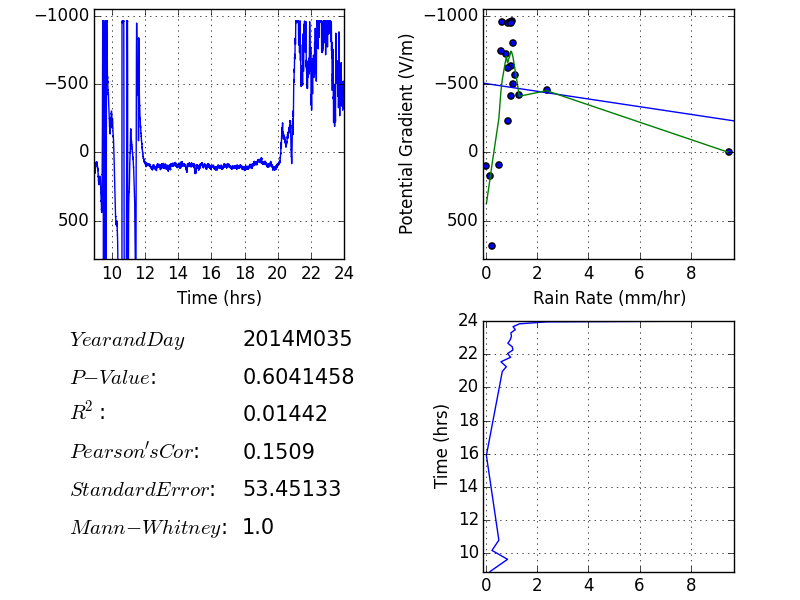 −1000
−500
0
500
10 12 14 16 18 20 22 24
Time (hrs)
Potential Gradient (V/m)
−1000
−500
0
500
0 2 4 6 8
Rain Rate (mm/hr)
YearandDay 2014M035
P−Value: 0.6041458
R²: 0.01442
Pearson'sCor: 0.1509
StandardError: 53.45133
Mann−Whitney: 1.0
Time (hrs)
24
22
20
18
16
14
12
10
0 2 4 6 8